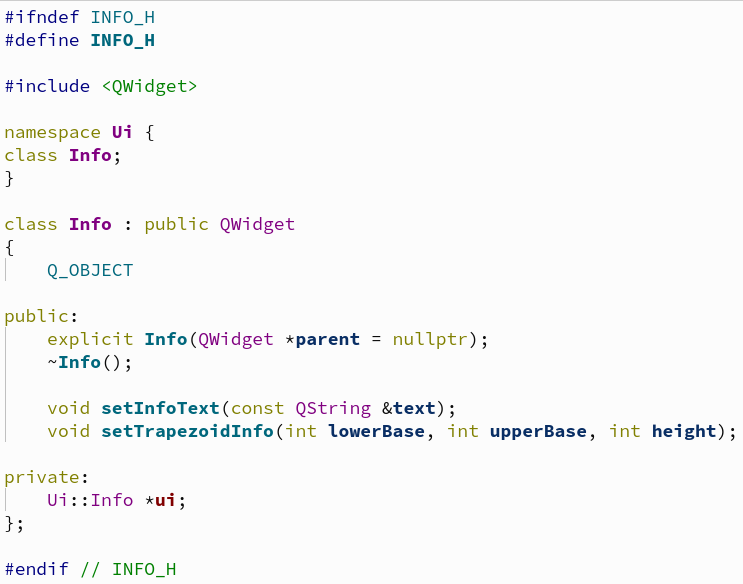 #ifndef INFO_H
#define INFO_H

#include <QWidget>

namespace Ui {
class Info;
}

class Info : public QWidget
{
    Q_OBJECT

public:
    explicit Info(QWidget *parent = nullptr);
    ~Info();

    void setInfoText(const QString &text);
    void setTrapezoidInfo(int lowerBase, int upperBase, int height);

private:
    Ui::Info *ui;
};

#endif // INFO_H